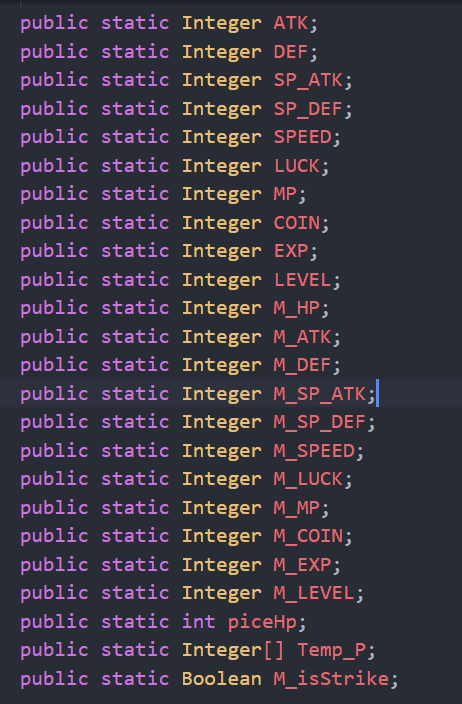 public static Integer ATK;
public static Integer DEF;
public static Integer SP_ATK;
public static Integer SP_DEF;
public static Integer SPEED;
public static Integer LUCK;
public static Integer MP;
public static Integer COIN;
public static Integer EXP;
public static Integer LEVEL;
public static Integer M_HP;
public static Integer M_ATK;
public static Integer M_DEF;
public static Integer M_SP_ATK;
public static Integer M_SP_DEF;
public static Integer M_SPEED;
public static Integer M_LUCK;
public static Integer M_MP;
public static Integer M_COIN;
public static Integer M_EXP;
public static Integer M_LEVEL;
public static int piceHp;
public static Integer[] Temp_P;
public static Boolean M_isStrike;